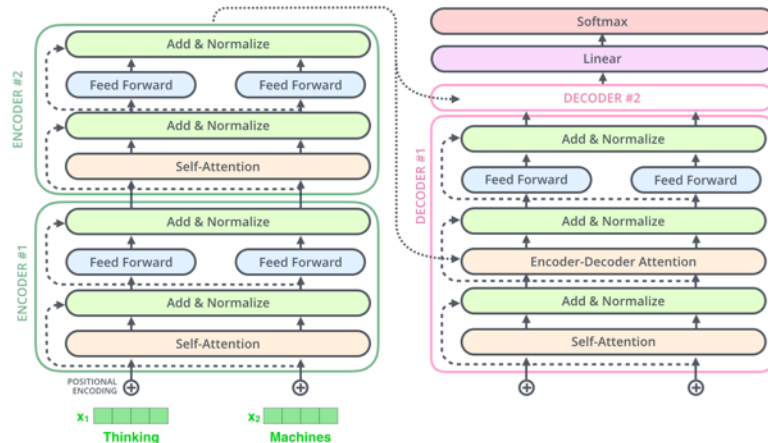 ENCODER #2
Add & Normalize
Feed Forward Feed Forward
Add & Normalize
Self-Attention
ENCODER #1
Add & Normalize
Feed Forward Feed Forward
Add & Normalize
Self-Attention
POSITIONAL
ENCODING
x₁ x₂
Thinking Machines
Softmax
Linear
DECODER #2
DECODER #1
Add & Normalize
Feed Forward Feed Forward
Add & Normalize
Encoder-Decoder Attention
Add & Normalize
Self-Attention